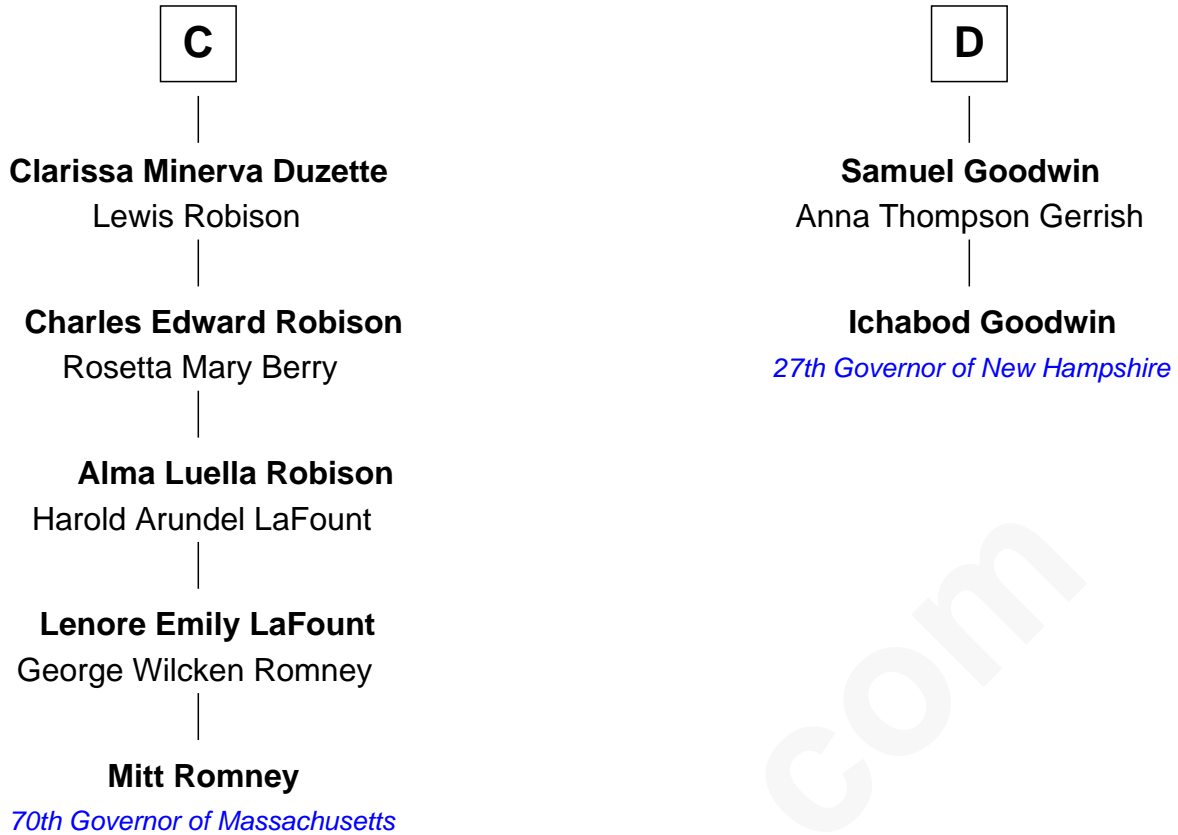 C
Clarissa Minerva Duzette
Lewis Robison
Charles Edward Robison
Rosetta Mary Berry
Alma Luella Robison
Harold Arundel LaFount
Lenore Emily LaFount
George Wilcken Romney
Mitt Romney
70th Governor of Massachusetts
D
Samuel Goodwin
Anna Thompson Gerrish
Ichabod Goodwin
27th Governor of New Hampshire
com